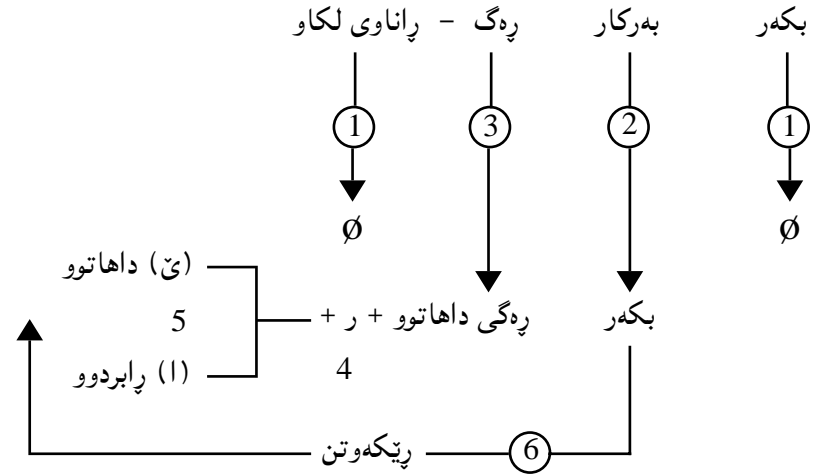 بکەر بەرکار ڕەگ - ڕاناوی لکاو
1 2 3 1
ø ø
(ێ) داهاتوو
بکەر ڕەگی داهاتوو + ر + 5
4
(ا) ڕابردوو
6 ڕێکەوتن